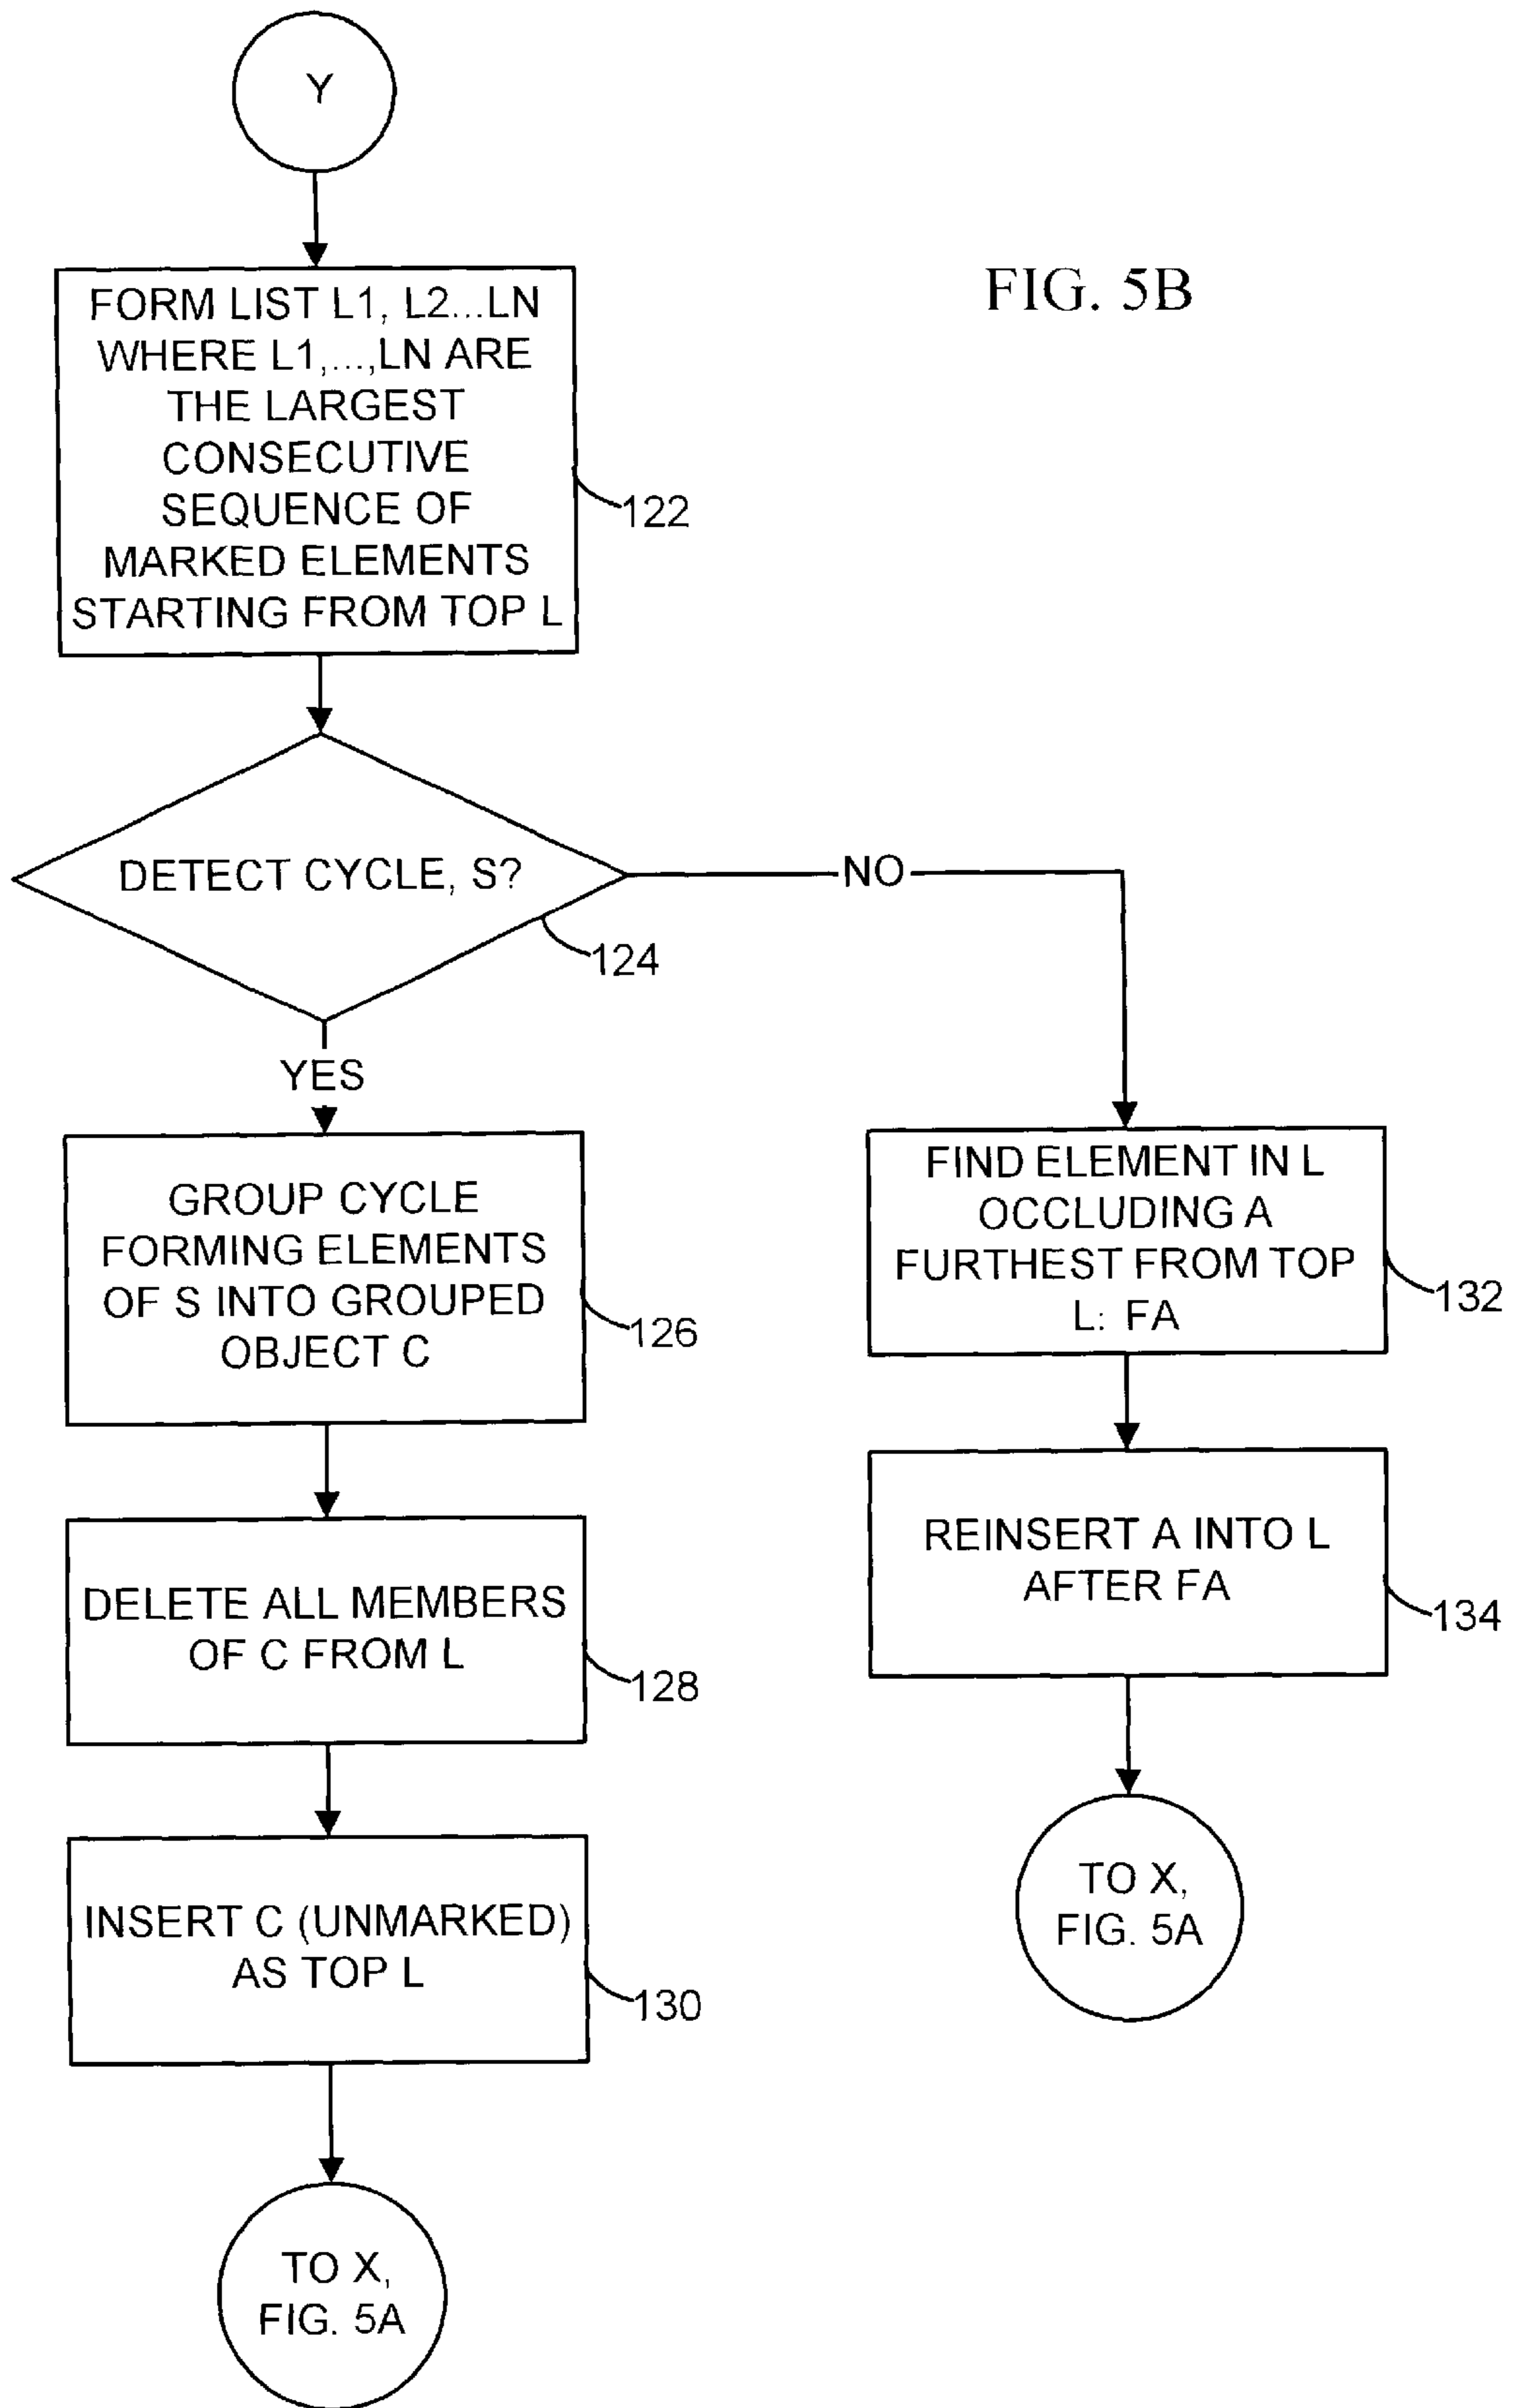 Y
FIG. 5B
FORM LIST L1, L2...LN
WHERE L1,...,LN ARE
THE LARGEST
CONSECUTIVE
SEQUENCE OF
MARKED ELEMENTS
STARTING FROM TOP L
122
DETECT CYCLE, S?
NO
124
YES
GROUP CYCLE
FORMING ELEMENTS
OF S INTO GROUPED
OBJECT C
126
FIND ELEMENT IN L
OCCLUDING A
FURTHEST FROM TOP
L: FA
132
DELETE ALL MEMBERS
OF C FROM L
128
REINSERT A INTO L
AFTER FA
134
INSERT C (UNMARKED)
AS TOP L
130
TO X,
FIG. 5A
TO X,
FIG. 5A